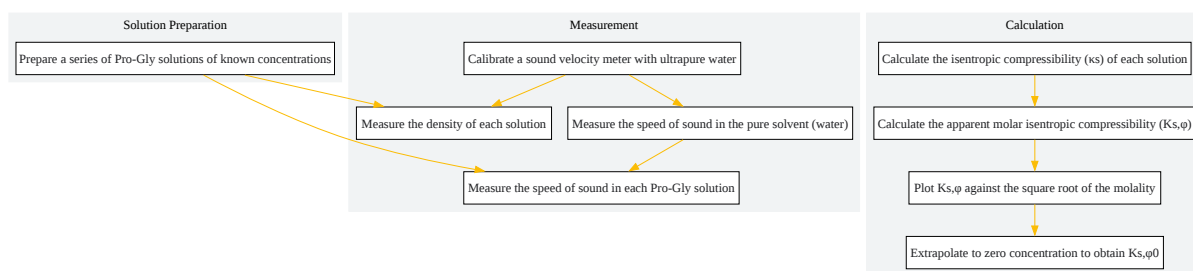 Solution Preparation
Prepare a series of Pro-Gly solutions of known concentrations
Measurement
Calibrate a sound velocity meter with ultrapure water
Measure the density of each solution
Measure the speed of sound in the pure solvent (water)
Measure the speed of sound in each Pro-Gly solution
Calculation
Calculate the isentropic compressibility (κs) of each solution
Calculate the apparent molar isentropic compressibility (Ks,φ)
Plot Ks,φ against the square root of the molality
Extrapolate to zero concentration to obtain Ks,φ0